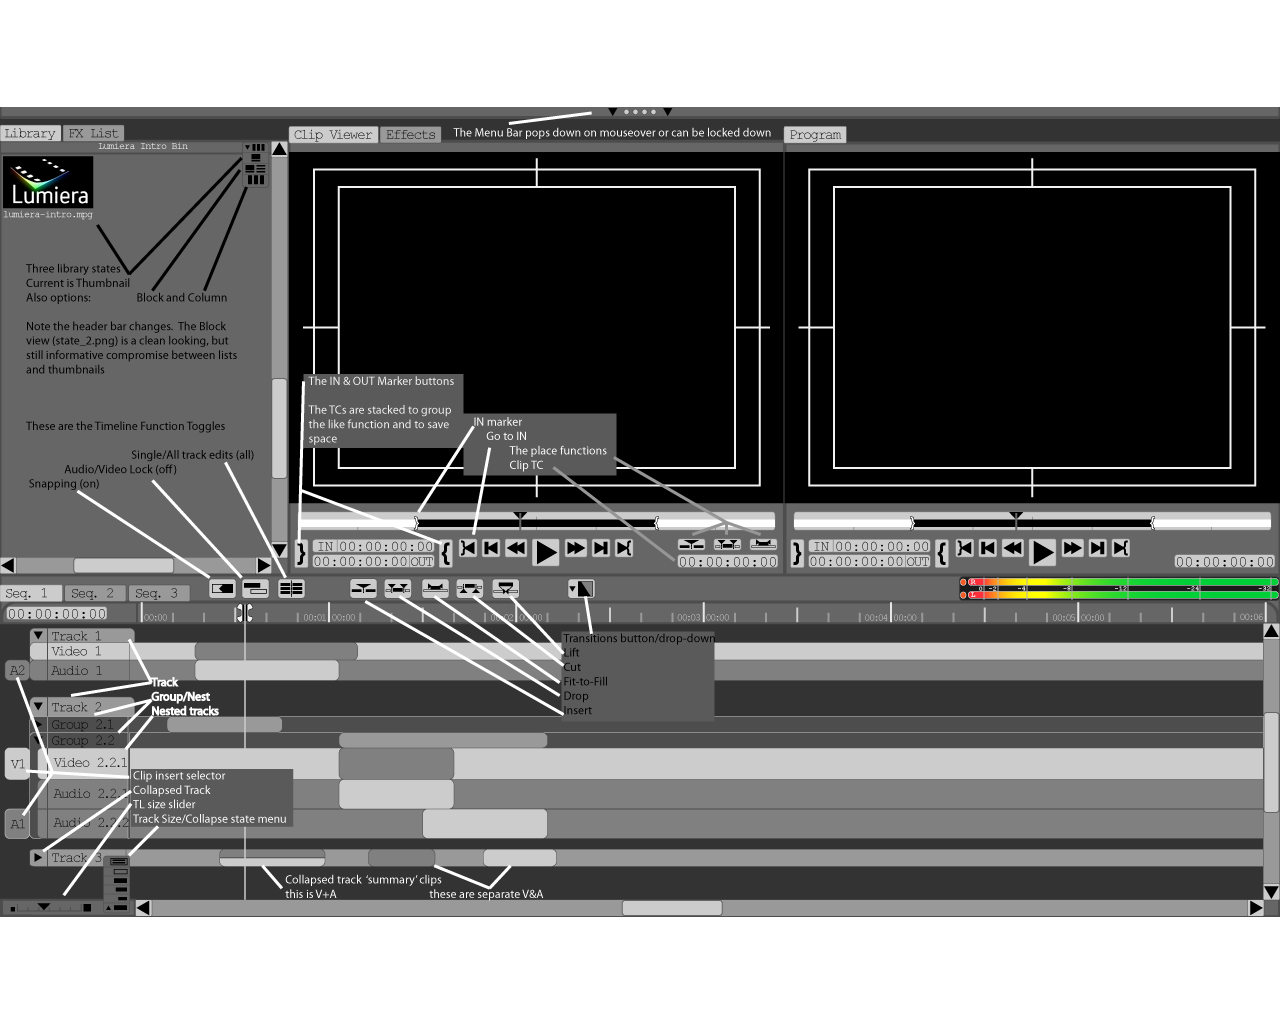 Library
FX List
Clip Viewer
Effects
The Menu Bar pops down on mouseover or can be locked down
Program
Lumiera Intro Bin
Lumiera
lumiera-intro.mpg
Three library states
Current is Thumbnail
Also options:
Block and Column
Note the header bar changes. The Block
view (state_2.png) is a clean looking, but
still informative compromise between lists
and thumbnails
These are the Timeline Function Toggles
Single/All track edits (all)
Audio/Video Lock (off)
Snapping (on)
The IN & OUT Marker buttons
The TCs are stacked to group
the like function and to save
space
IN marker
Go to IN
The place functions
Clip TC
IN 00:00:00:00
00:00:00:00 OUT
00:00:00:00
IN 00:00:00:00
00:00:00:00 OUT
00:00:00:00
Seq. 1
Seq. 2
Seq. 3
R
L
0 -2 -4 -8 -12 -24 -32
00:00:00:00
00:00
00:01:00
00:02:00
00:03:00
00:04:00
00:05:00
00:06
Track 1
Video 1
A2
Audio 1
Transitions button/drop-down
Lift
Cut
Fit-to-Fill
Drop
Insert
Track
Group/Nest
Nested tracks
Track 2
Group 2.1
Group 2.2
V1
Video 2.2.1
Audio 2.2.1
A1
Audio 2.2.2
Clip insert selector
Collapsed Track
TL size slider
Track Size/Collapse state menu
Track 3
Collapsed track 'summary' clips
this is V+A
these are separate V&A